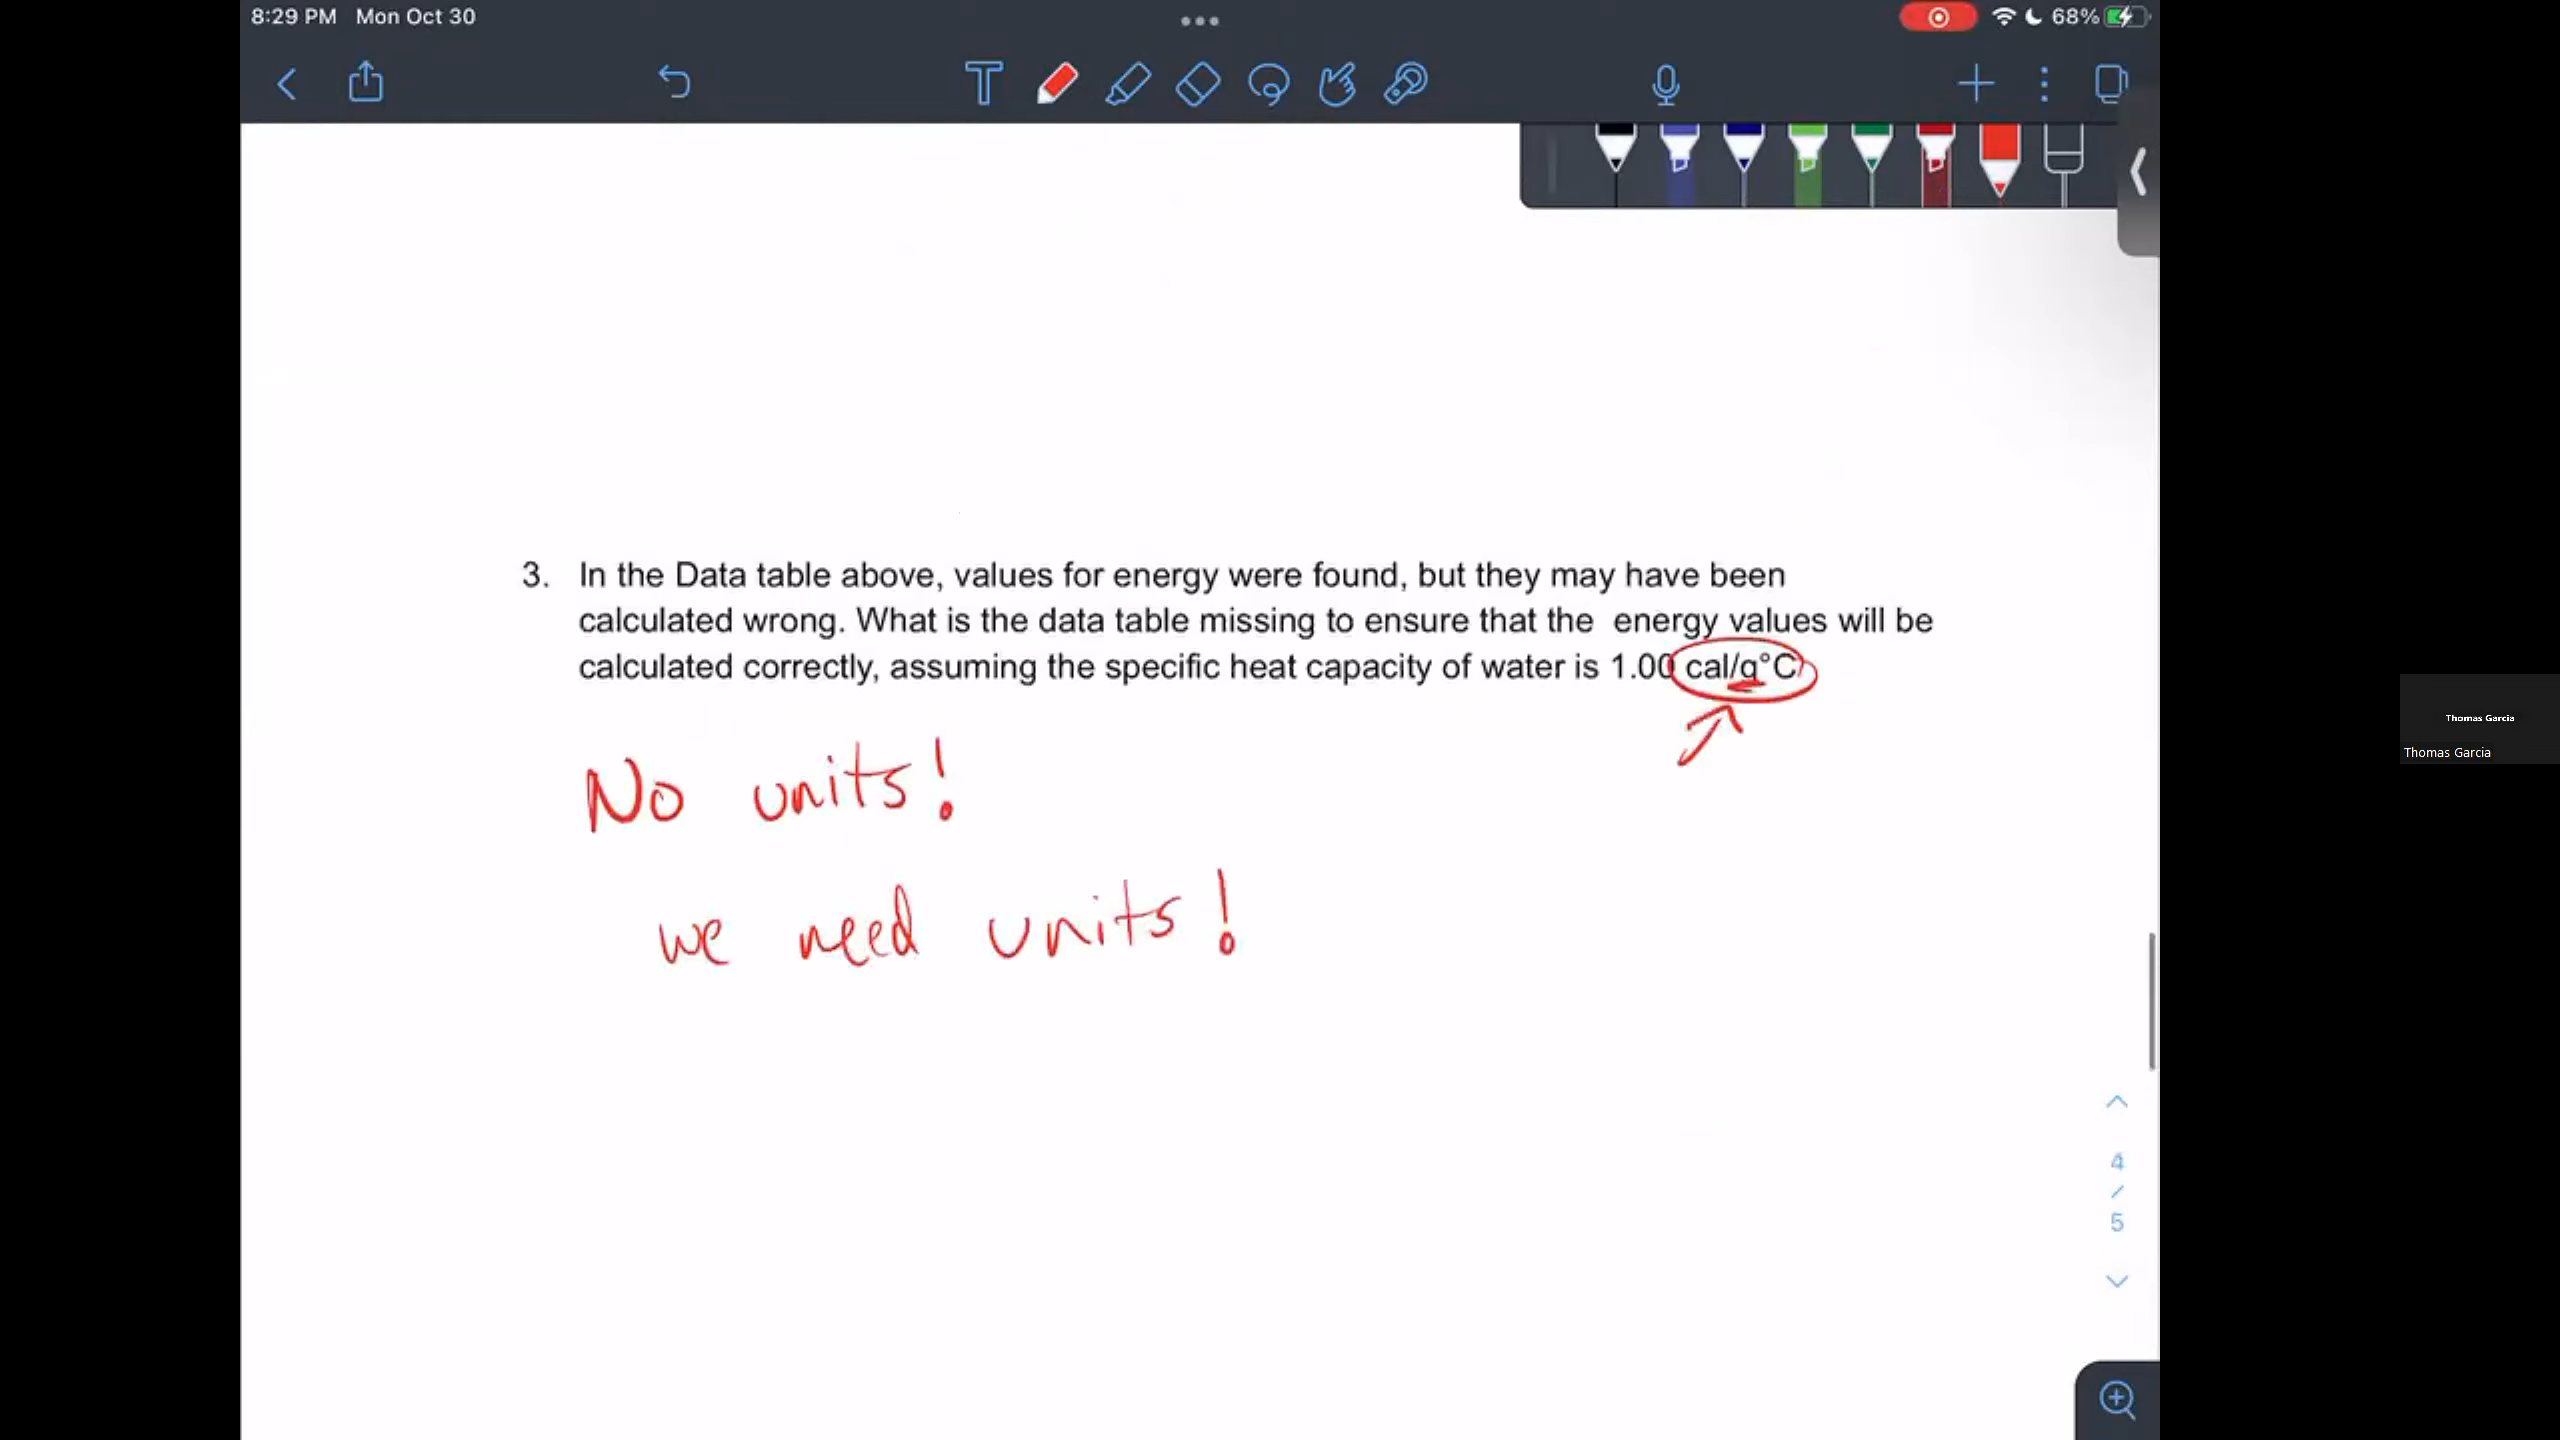 8:29 PM Mon Oct 30
68%
3. In the Data table above, values for energy were found, but they may have been
calculated wrong. What is the data table missing to ensure that the energy values will be
calculated correctly, assuming the specific heat capacity of water is 1.00 cal/g°C
No units!
we need units!
Thomas Garcia
Thomas Garcia
4
/
5